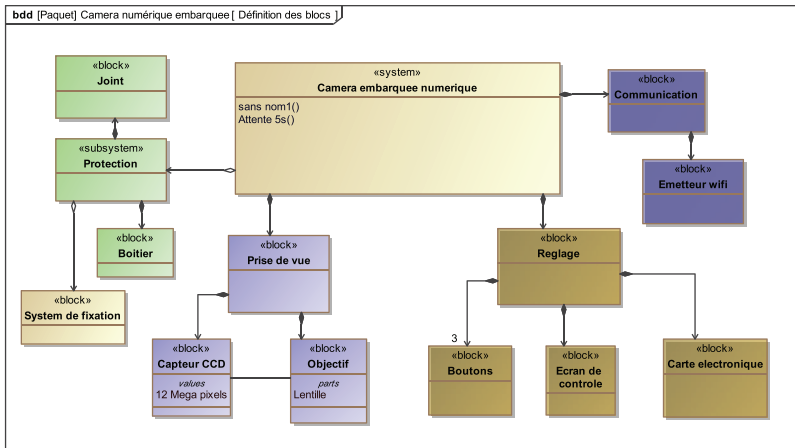 bdd [Paquet] Camera numérique embarquee [ Définition des blocs ]
«block»
Joint
«system»
Camera embarquee numerique
sans nom1()
Attente 5s()
«block»
Communication
«subsystem»
Protection
«block»
Emetteur wifi
«block»
Boitier
«block»
Prise de vue
«block»
Reglage
«block»
System de fixation
3
«block»
Capteur CCD
values
12 Mega pixels
«block»
Objectif
parts
Lentille
«block»
Boutons
«block»
Ecran de
controle
«block»
Carte electronique